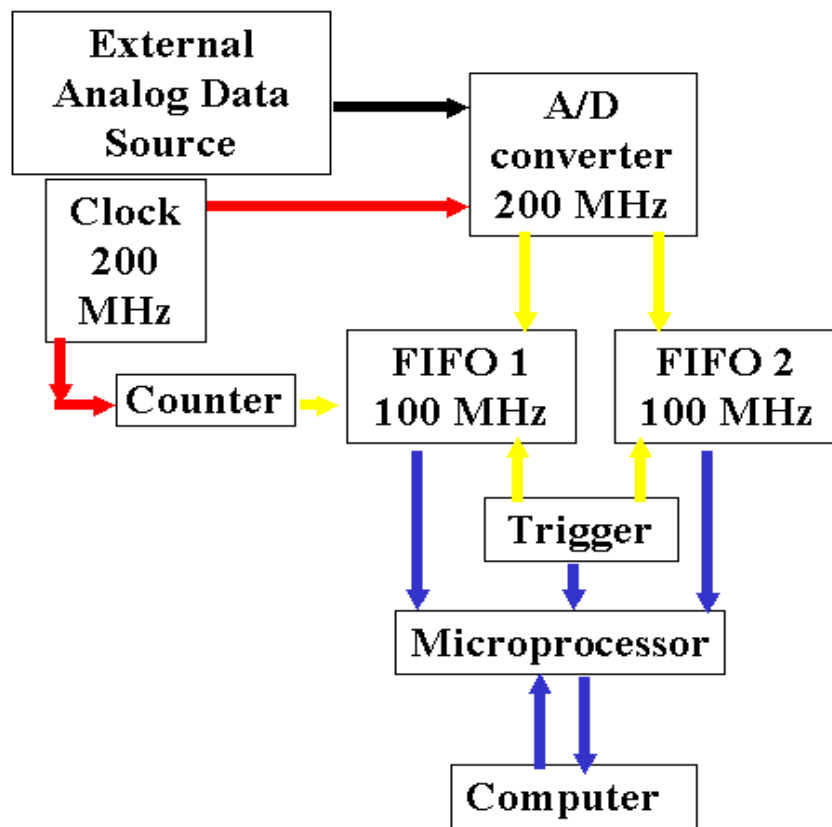 External
Analog Data
Source
A/D
converter
200 MHz
Clock
200
MHz
Counter
FIFO 1
100 MHz
FIFO 2
100 MHz
Trigger
Microprocessor
Computer